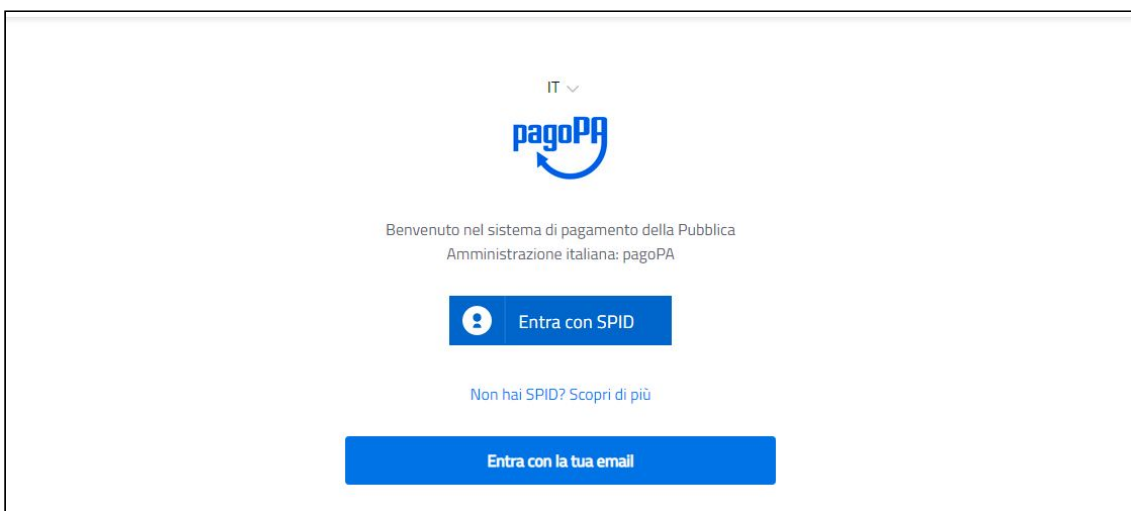 IT
pagoPA
Benvenuto nel sistema di pagamento della Pubblica
Amministrazione italiana: pagoPA
Entra con SPID
Non hai SPID? Scopri di più
Entra con la tua email